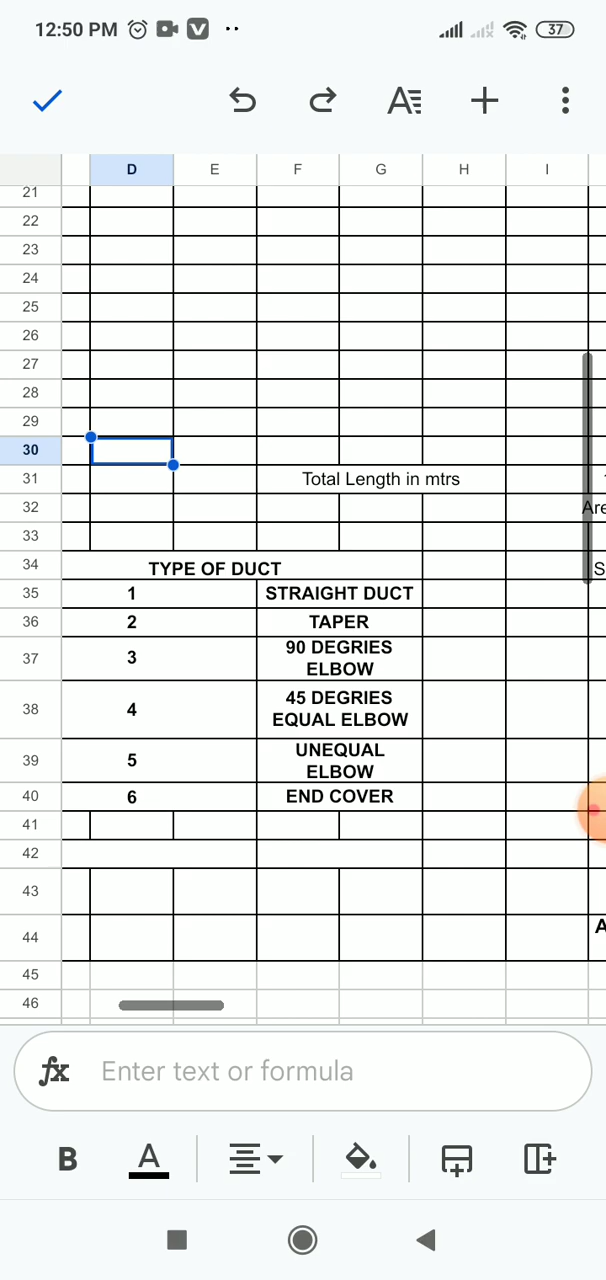 12:50 PM
37
D E F G H I
21
22
23
24
25
26
27
28
29
30
31 Total Length in mtrs
32 Are
33
34 TYPE OF DUCT S
35 1 STRAIGHT DUCT
36 2 TAPER
37 3 90 DEGRIES
ELBOW
38 4 45 DEGRIES
EQUAL ELBOW
39 5 UNEQUAL
ELBOW
40 6 END COVER
41
42
43
44 A
45
46
fx Enter text or formula
B A